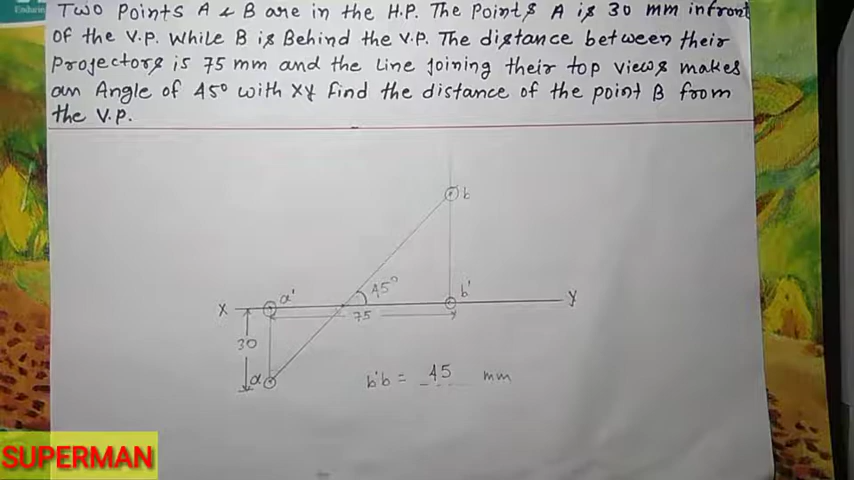 Two Points A & B are in the H.P. The Points A is 30 mm infront
of the V.P. While B is Behind the V.P. The distance between their
Projectors is 75 mm and the Line joining their top views makes
an Angle of 45° with XY Find the distance of the point B from
the V.P.
b
45°
a'
b'
X
Y
75
30
a
b'b = 45 mm
SUPERMAN